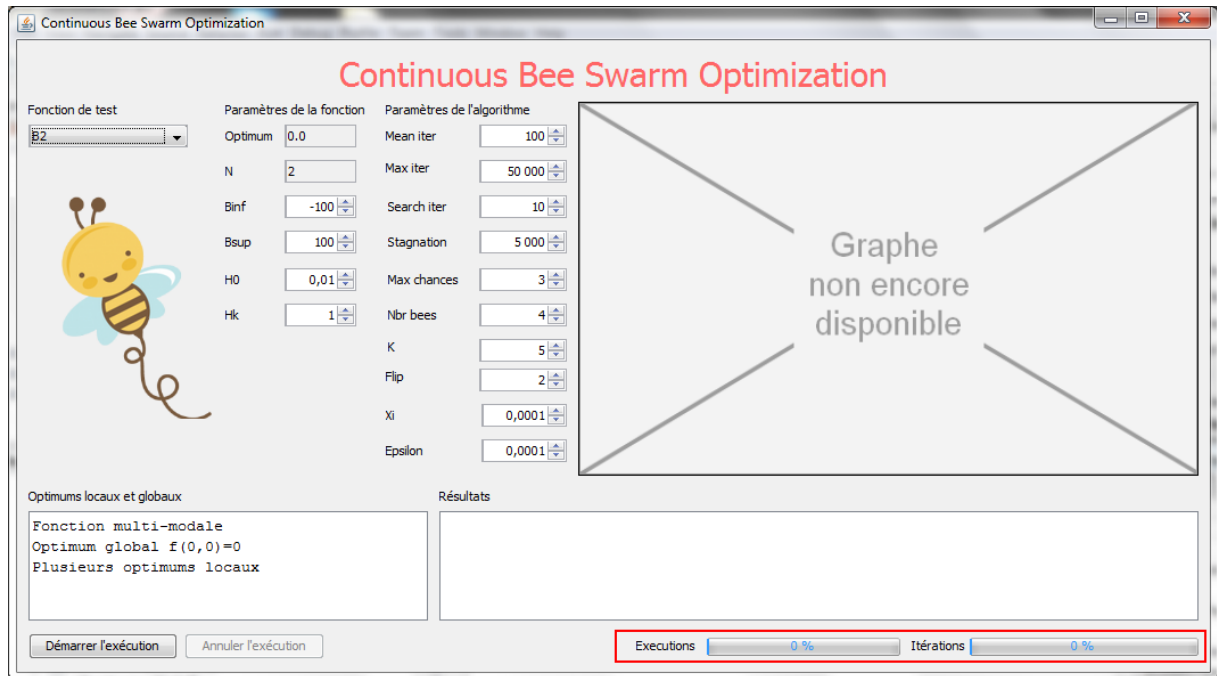 Continuous Bee Swarm Optimization
Continuous Bee Swarm Optimization
Fonction de test
B2
Paramètres de la fonction
Optimum 0.0
N 2
Binf -100
Bsup 100
H0 0,01
Hk 1
Paramètres de l'algorithme
Mean iter 100
Max iter 50 000
Search iter 10
Stagnation 5 000
Max chances 3
Nbr bees 4
K 5
Flip 2
Xi 0,0001
Epsilon 0,0001
Graphe
non encore
disponible
Optimums locaux et globaux
Fonction multi-modale
Optimum global f(0,0)=0
Plusieurs optimums locaux
Résultats
Démarrer l'exécution
Annuler l'exécution
Executions 0 %
Itérations 0 %